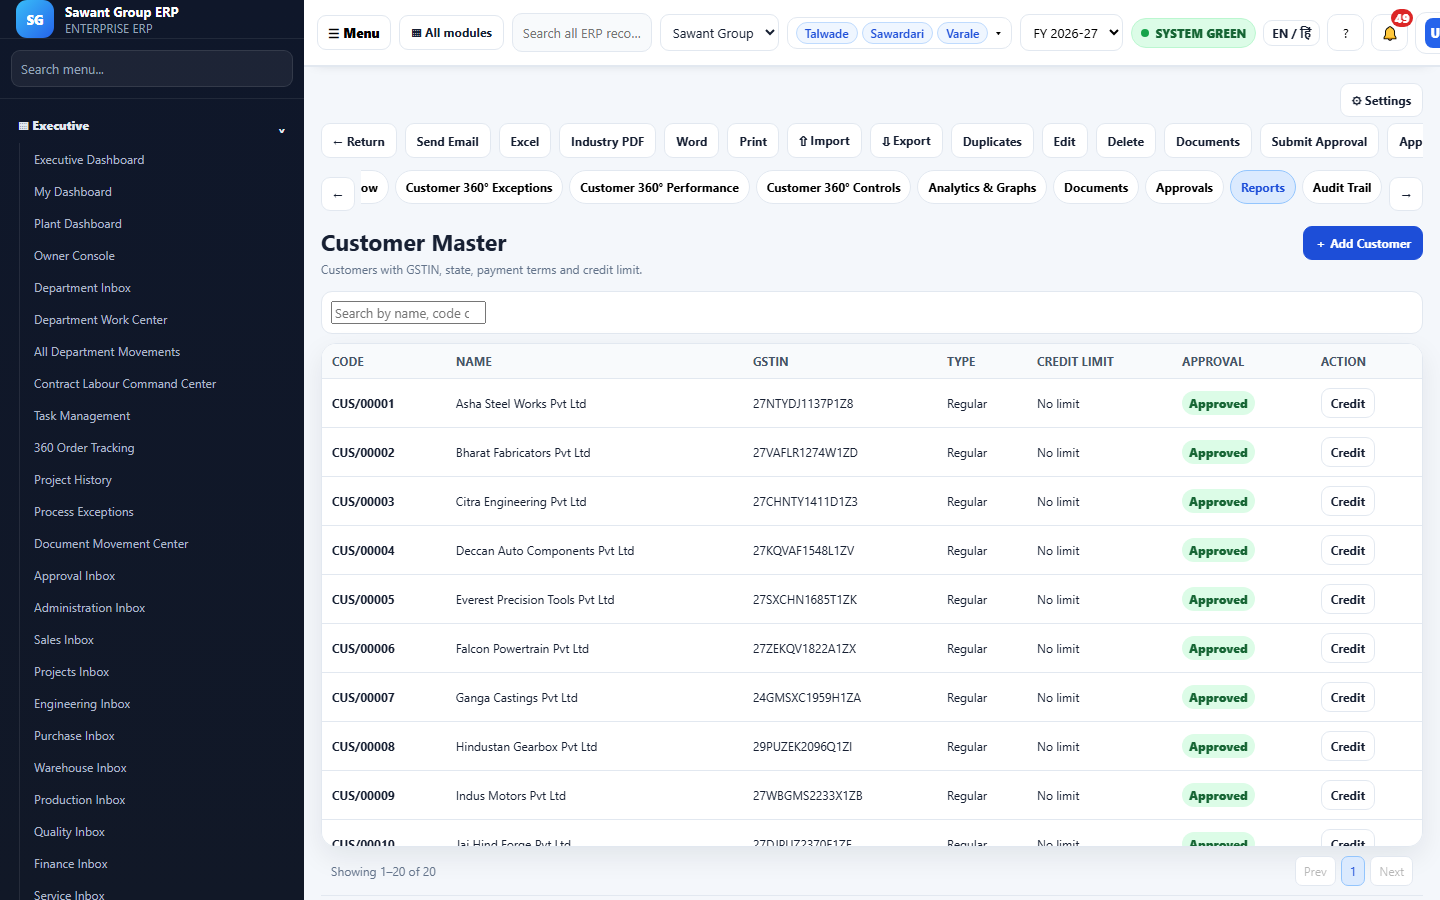 SG
Sawant Group ERP
ENTERPRISE ERP
☰ Menu
All modules
Search all ERP reco...
Sawant Group
Talwade Sawardari Varale
FY 2026-27
SYSTEM GREEN
EN / हिं
?
49
U
Search menu...
Executive
Executive Dashboard
My Dashboard
Plant Dashboard
Owner Console
Department Inbox
Department Work Center
All Department Movements
Contract Labour Command Center
Task Management
360 Order Tracking
Project History
Process Exceptions
Document Movement Center
Approval Inbox
Administration Inbox
Sales Inbox
Projects Inbox
Engineering Inbox
Purchase Inbox
Warehouse Inbox
Production Inbox
Quality Inbox
Finance Inbox
Service Inbox
⚙ Settings
← Return Send Email Excel Industry PDF Word Print ⇧ Import ⇩ Export Duplicates Edit Delete Documents Submit Approval App
← ow Customer 360° Exceptions Customer 360° Performance Customer 360° Controls Analytics & Graphs Documents Approvals Reports Audit Trail →
Customer Master
+ Add Customer
Customers with GSTIN, state, payment terms and credit limit.
Search by name, code c
CODE NAME GSTIN TYPE CREDIT LIMIT APPROVAL ACTION
CUS/00001 Asha Steel Works Pvt Ltd 27NTYDJ1137P1Z8 Regular No limit Approved Credit
CUS/00002 Bharat Fabricators Pvt Ltd 27VAFLR1274W1ZD Regular No limit Approved Credit
CUS/00003 Citra Engineering Pvt Ltd 27CHNTY1411D1Z3 Regular No limit Approved Credit
CUS/00004 Deccan Auto Components Pvt Ltd 27KQVAF1548L1ZV Regular No limit Approved Credit
CUS/00005 Everest Precision Tools Pvt Ltd 27SXCHN1685T1ZK Regular No limit Approved Credit
CUS/00006 Falcon Powertrain Pvt Ltd 27ZEKQV1822A1ZX Regular No limit Approved Credit
CUS/00007 Ganga Castings Pvt Ltd 24GMSXC1959H1ZA Regular No limit Approved Credit
CUS/00008 Hindustan Gearbox Pvt Ltd 29PUZEK2096Q1ZI Regular No limit Approved Credit
CUS/00009 Indus Motors Pvt Ltd 27WBGMS2233X1ZB Regular No limit Approved Credit
CUS/00010 Jai Hind Forge Pvt Ltd Regular No limit Approved Credit
Showing 1–20 of 20
Prev 1 Next